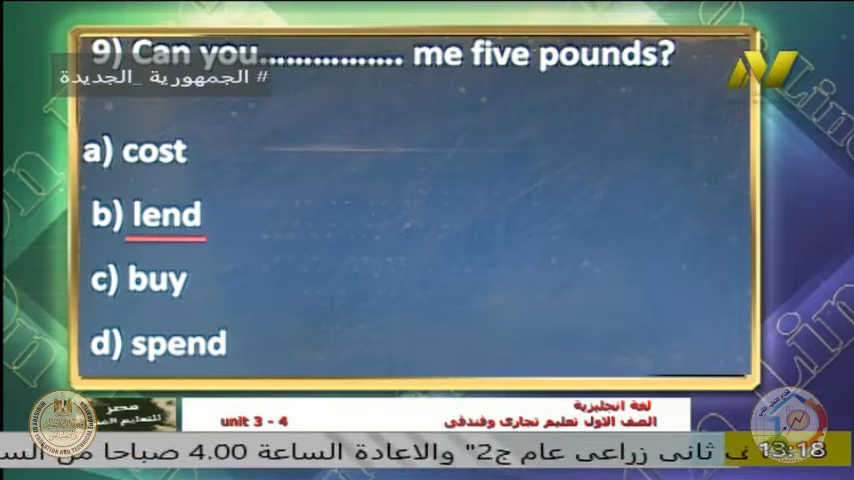 9) Can you............... me five pounds?
# الجمهورية _الجديدة
a) cost
b) lend
c) buy
d) spend
مصر
لغة انجليزية
unit 3 - 4
الصف الاول تعليم تجارى وفندقى
ثانى زراعى عام ج2" والاعادة الساعة 4.00 صباحا من
13:18